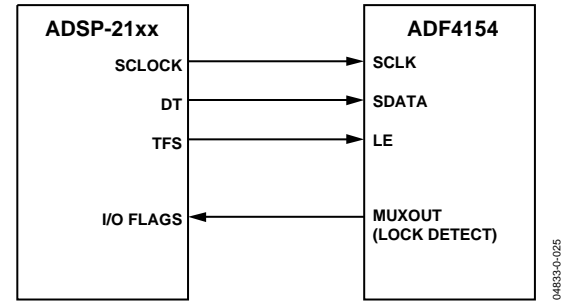 ADSP-21xx
SCLOCK
DT
TFS
I/O FLAGS
ADF4154
SCLK
SDATA
LE
MUXOUT
(LOCK DETECT)
04833-0-025